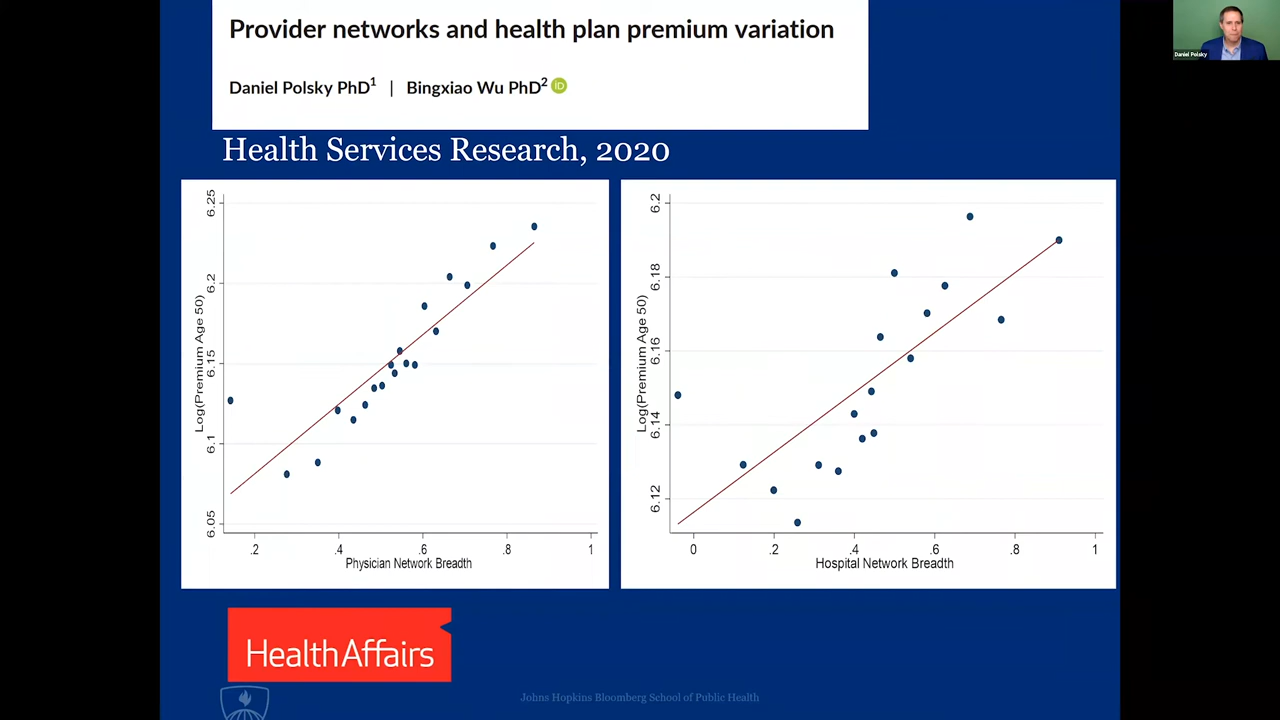 Provider networks and health plan premium variation
Daniel Polsky PhD1 | Bingxiao Wu PhD2 iD
Daniel Polsky
Health Services Research, 2020
Log(Premium Age 50)
6.25
6.2
6.15
6.1
6.05
.2 .4 .6 .8 1
Physician Network Breadth
Log(Premium Age 50)
6.2
6.18
6.16
6.14
6.12
0 .2 .4 .6 .8 1
Hospital Network Breadth
HealthAffairs
Johns Hopkins Bloomberg School of Public Health